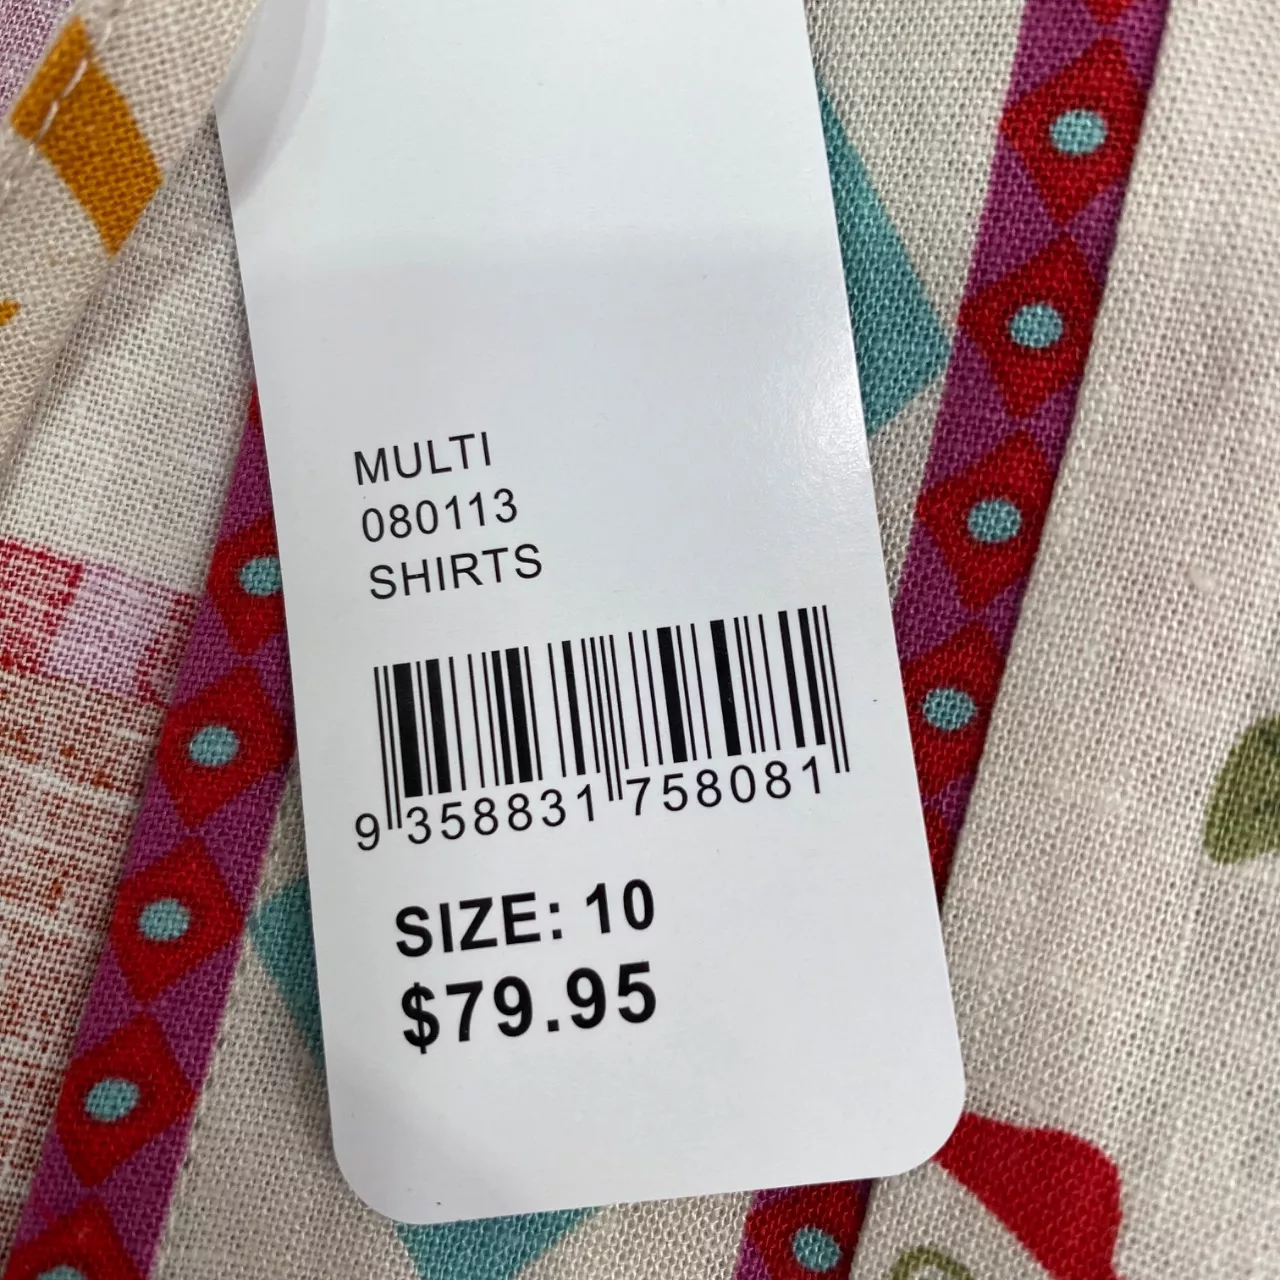 MULTI
080113
SHIRTS
9 358831 758081
SIZE: 10
$79.95